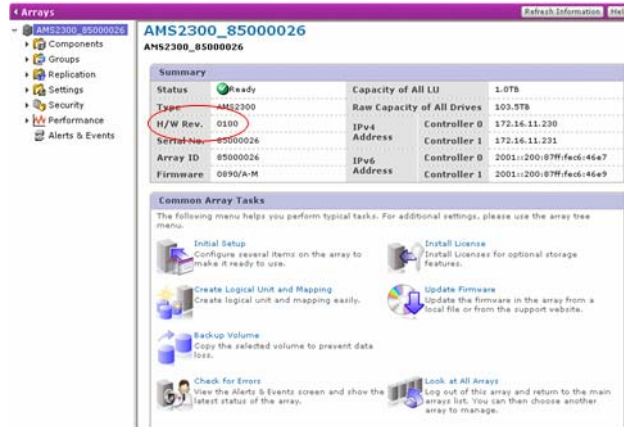 Arrays
Refresh Information
AMS2300_85000026
Components
Groups
Replication
Settings
Security
Performance
Alerts & Events
AMS2300_85000026
AMS2300_85000026
Summary
Status Ready Capacity of All LU 1.0TB
Type AMS2300 Raw Capacity of All Drives 103.5TB
H/W Rev. 0100 IPv4 Address Controller 0 172.16.11.230
Serial No. 85000026 Controller 1 172.16.11.231
Array ID 85000026 IPv6 Address Controller 0 2001::200:87ff:fec6:46e7
Firmware 0890/A-M Controller 1 2001::200:87ff:fec6:46e9
Common Array Tasks
The following menu helps you perform typical tasks. For additional settings, please use the array tree
menu.
Initial Setup
Configure several items on the array to
make it ready to use.
Install License
Install Licenses for optional storage
features.
Create Logical Unit and Mapping
Create logical unit and mapping easily.
Update Firmware
Update the firmware in the array from a
local file or from the support website.
Backup Volume
Copy the selected volume to prevent data
loss.
Check for Errors
View the Alerts & Events screen and show the
latest status of the array.
Look at All Arrays
Log out of this array and return to the main
arrays list. You can then choose another
array to manage.